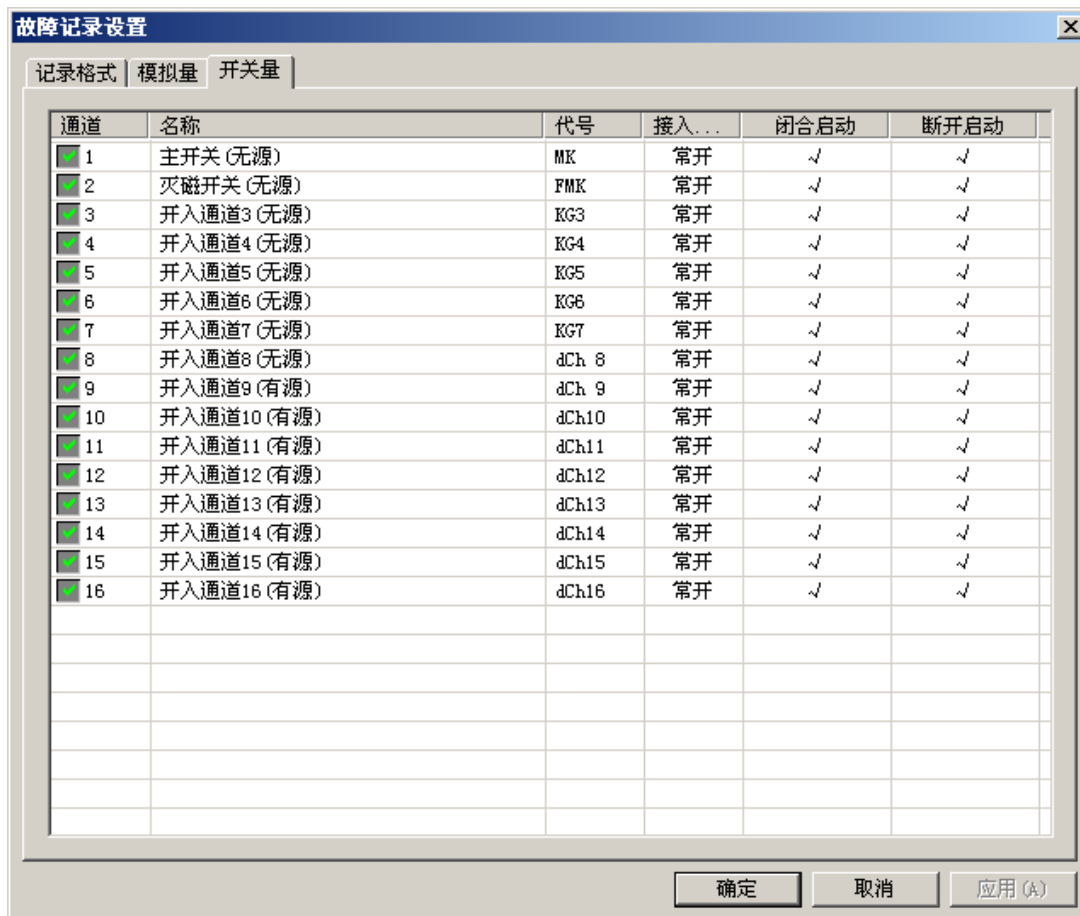 故障记录设置
记录格式 模拟量 开关量
通道 名称 代号 接入... 闭合启动 断开启动
1 主开关(无源) MK 常开 √ √
2 灭磁开关(无源) FMK 常开 √ √
3 开入通道3(无源) KG3 常开 √ √
4 开入通道4(无源) KG4 常开 √ √
5 开入通道5(无源) KG5 常开 √ √
6 开入通道6(无源) KG6 常开 √ √
7 开入通道7(无源) KG7 常开 √ √
8 开入通道8(无源) dCh 8 常开 √ √
9 开入通道9(有源) dCh 9 常开 √ √
10 开入通道10(有源) dCh10 常开 √ √
11 开入通道11(有源) dCh11 常开 √ √
12 开入通道12(有源) dCh12 常开 √ √
13 开入通道13(有源) dCh13 常开 √ √
14 开入通道14(有源) dCh14 常开 √ √
15 开入通道15(有源) dCh15 常开 √ √
16 开入通道16(有源) dCh16 常开 √ √
确定 取消 应用(A)